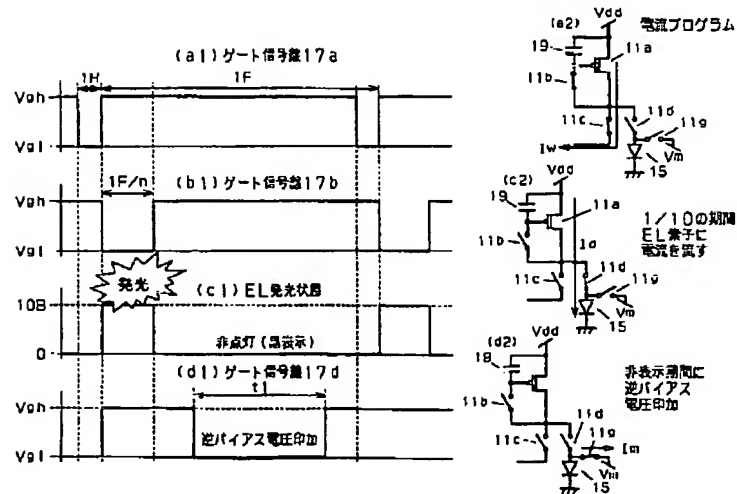 (a1)ゲート信号線17a
1H
1F
Vgh
Vgl
(b1)ゲート信号線17b
1F/n
Vgh
Vgl
発光
(c1)EL発光状態
10B
0
非点灯(黒表示)
(d1)ゲート信号線17d
t1
Vgh
Vgl
逆バイアス電圧印加
(a2)
Vdd
電流プログラム
19
11a
11b
11c
11d
11g
Iw
Vm
15
(c2)
Vdd
19
11a
11b
Id
11c
11d
11g
Vm
15
1/10の期間
EL素子に
電流を流す
(d2)
Vdd
18
11b
11c
11d
11g
Im
Vm
15
非表示期間に
逆バイアス
電圧印加